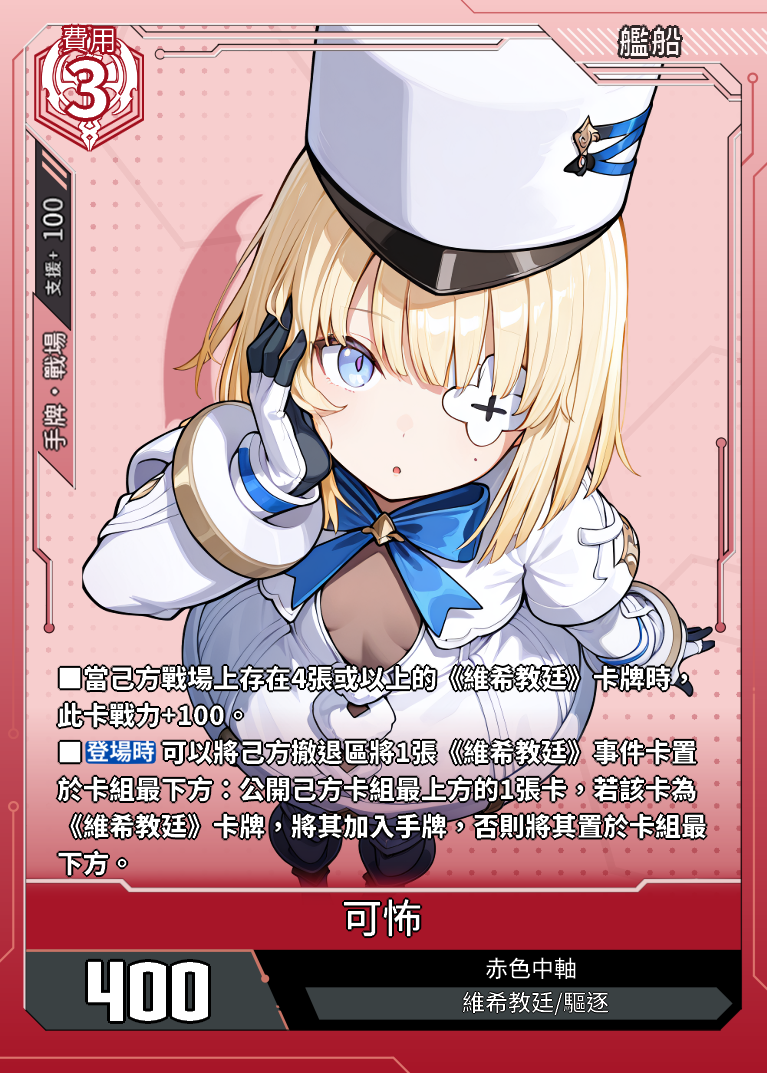 費用
3
艦船
支援+ 100
手牌・戰場
■當己方戰場上存在4張或以上的《維希教廷》卡牌時，
此卡戰力+100。
■登場時 可以將己方撤退區將1張《維希教廷》事件卡置
於卡組最下方：公開己方卡組最上方的1張卡，若該卡為
《維希教廷》卡牌，將其加入手牌，否則將其置於卡組最
下方。
可怖
400
赤色中軸
維希教廷/驅逐